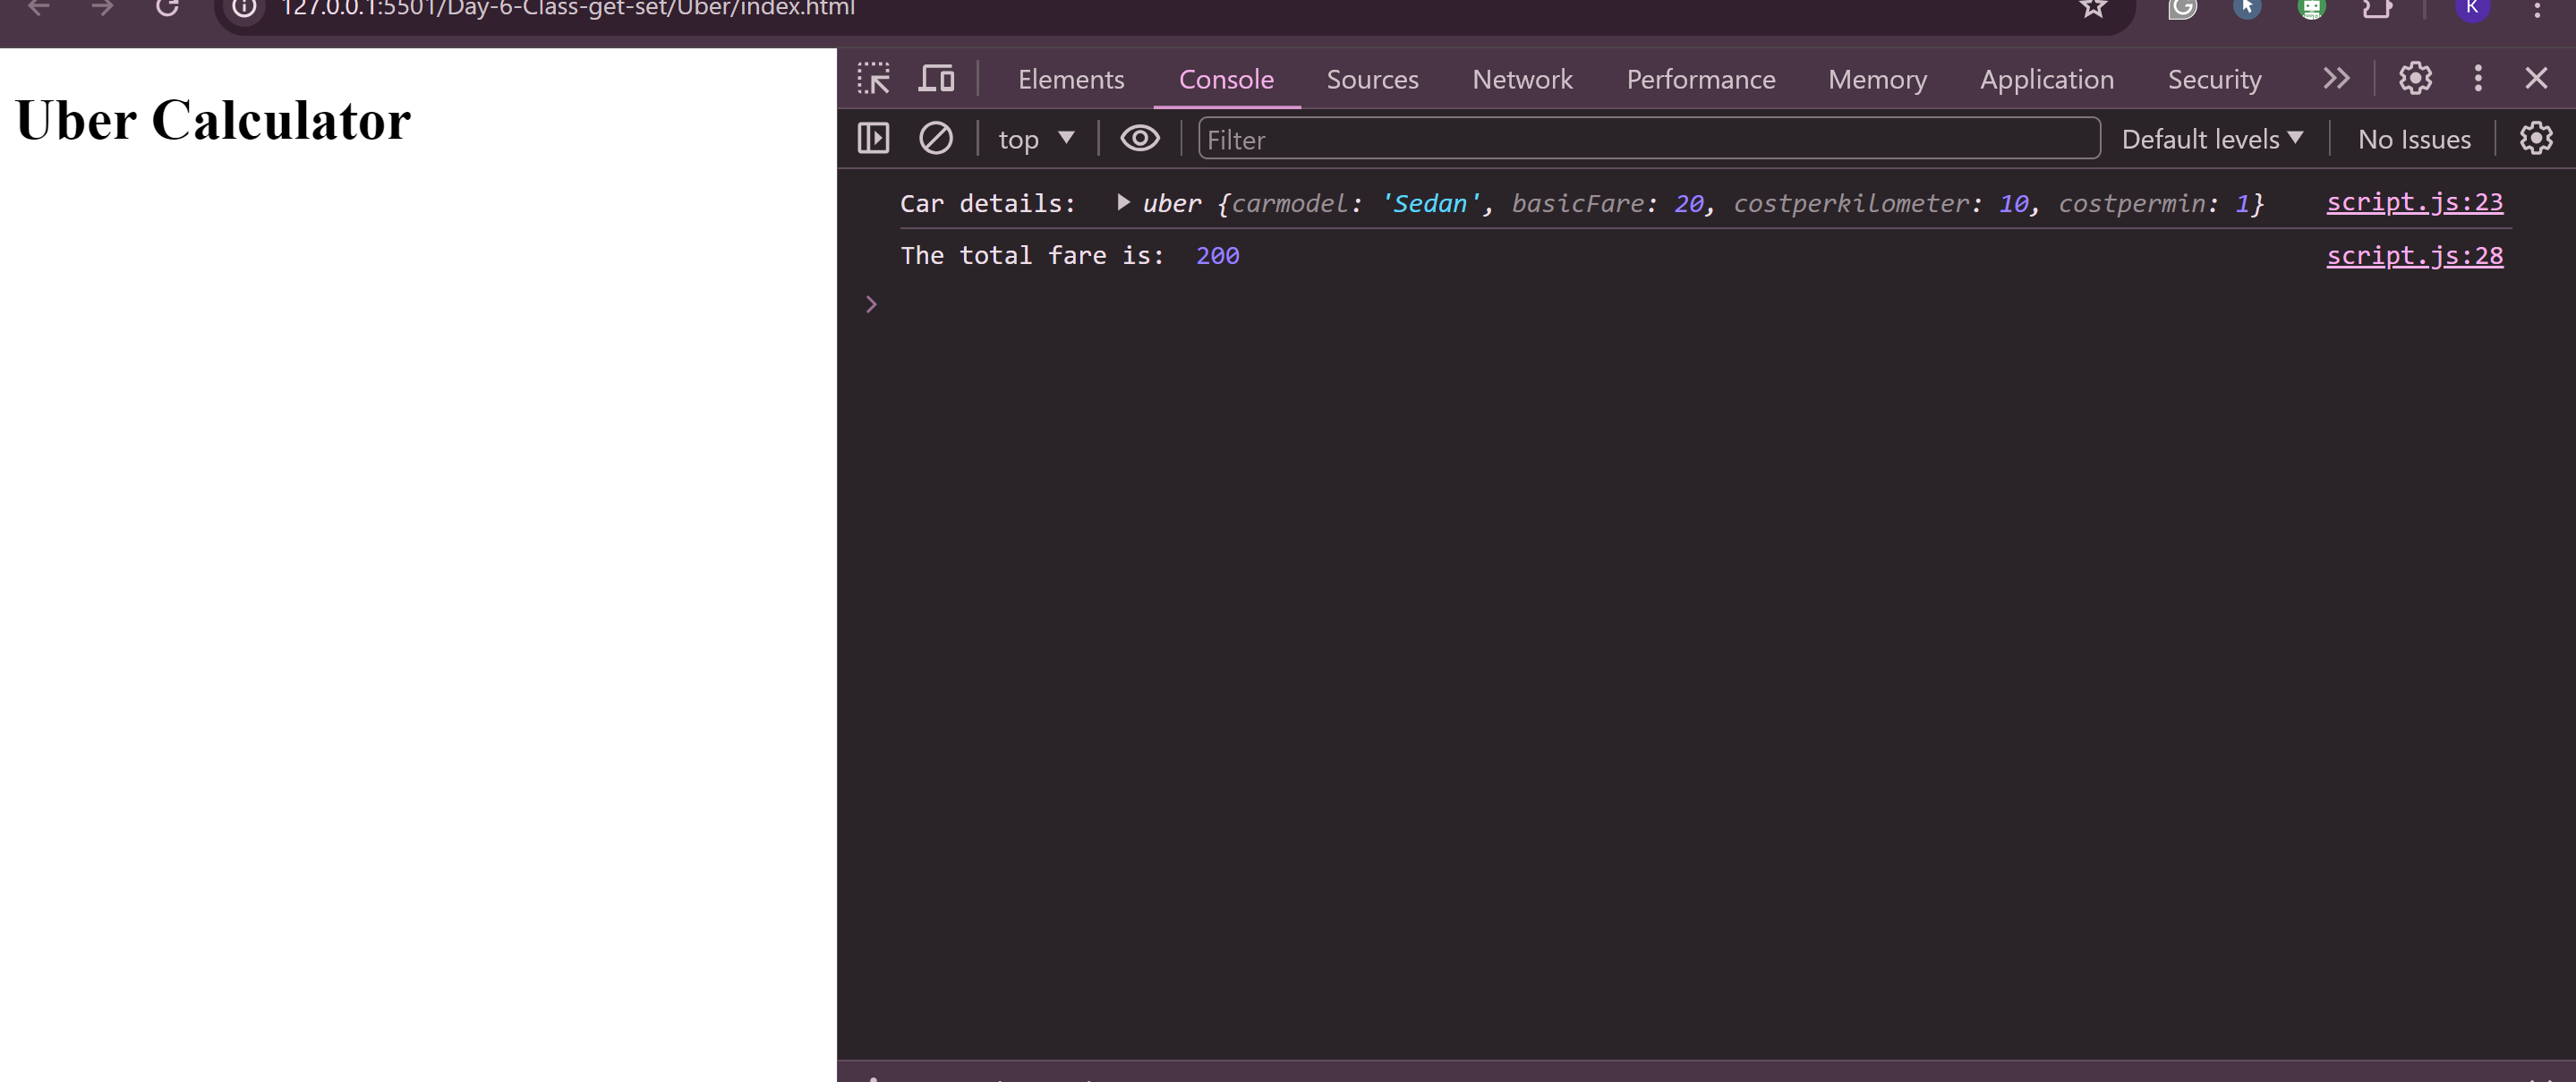 127.0.0.1:5501/Day-6-Class-get-set/Uber/index.html
K
Uber Calculator
Elements Console Sources Network Performance Memory Application Security
top Filter Default levels No Issues
Car details: uber {carmodel: 'Sedan', basicFare: 20, costperkilometer: 10, costpermin: 1} script.js:23
The total fare is: 200 script.js:28